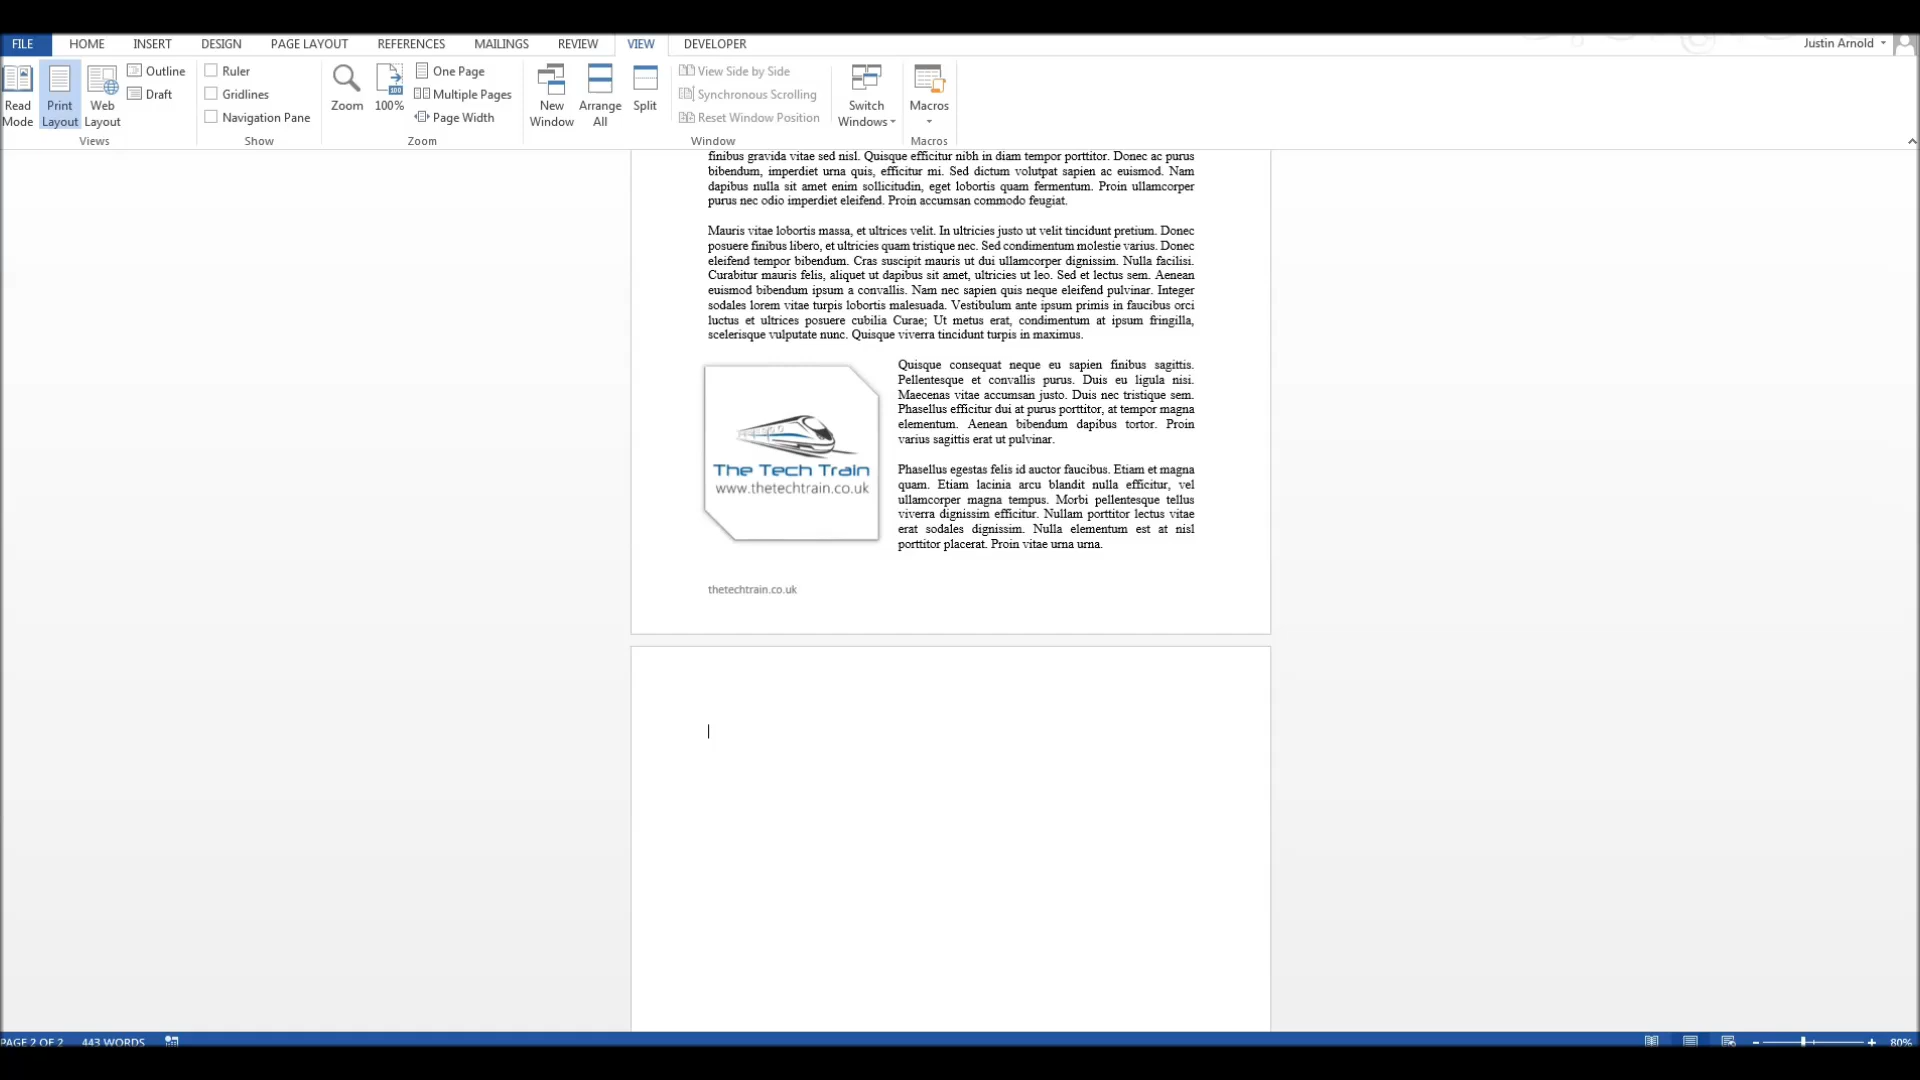 FILE HOME INSERT DESIGN PAGE LAYOUT REFERENCES MAILINGS REVIEW VIEW DEVELOPER Justin Arnold
Read Mode
Print Layout
Web Layout
Outline
Draft
Views
Ruler
Gridlines
Navigation Pane
Show
Zoom
100%
One Page
Multiple Pages
Page Width
Zoom
New Window
Arrange All
Split
View Side by Side
Synchronous Scrolling
Reset Window Position
Window
Switch Windows
Macros
Macros
finibus gravida vitae sed nisl. Quisque efficitur nibh in diam tempor porttitor. Donec ac purus
bibendum, imperdiet urna quis, efficitur mi. Sed dictum volutpat sapien ac euismod. Nam
dapibus nulla sit amet enim sollicitudin, eget lobortis quam fermentum. Proin ullamcorper
purus nec odio imperdiet eleifend. Proin accumsan commodo feugiat.
Mauris vitae lobortis massa, et ultrices velit. In ultricies justo ut velit tincidunt pretium. Donec
posuere finibus libero, et ultricies quam tristique nec. Sed condimentum molestie varius. Donec
eleifend tempor bibendum. Cras suscipit mauris ut dui ullamcorper dignissim. Nulla facilisi.
Curabitur mauris felis, aliquet ut dapibus sit amet, ultricies ut leo. Sed et lectus sem. Aenean
euismod bibendum ipsum a convallis. Nam nec sapien quis neque eleifend pulvinar. Integer
sodales lorem vitae turpis lobortis malesuada. Vestibulum ante ipsum primis in faucibus orci
luctus et ultrices posuere cubilia Curae; Ut metus erat, condimentum at ipsum fringilla,
scelerisque vulputate nunc. Quisque viverra tincidunt turpis in maximus.
The Tech Train
www.thetechtrain.co.uk
Quisque consequat neque eu sapien finibus sagittis.
Pellentesque et convallis purus. Duis eu ligula nisi.
Maecenas vitae accumsan justo. Duis nec tristique sem.
Phasellus efficitur dui at purus porttitor, at tempor magna
elementum. Aenean bibendum dapibus tortor. Proin
varius sagittis erat ut pulvinar.
Phasellus egestas felis id auctor faucibus. Etiam et magna
quam. Etiam lacinia arcu blandit nulla efficitur, vel
ullamcorper magna tempus. Morbi pellentesque tellus
viverra dignissim efficitur. Nullam porttitor lectus vitae
erat sodales dignissim. Nulla elementum est at nisl
porttitor placerat. Proin vitae urna urna.
thetechtrain.co.uk
PAGE 2 OF 2 443 WORDS 80%